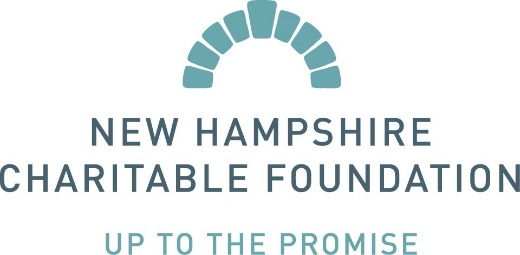 NEW HAMPSHIRE
CHARITABLE FOUNDATION
UP TO THE PROMISE